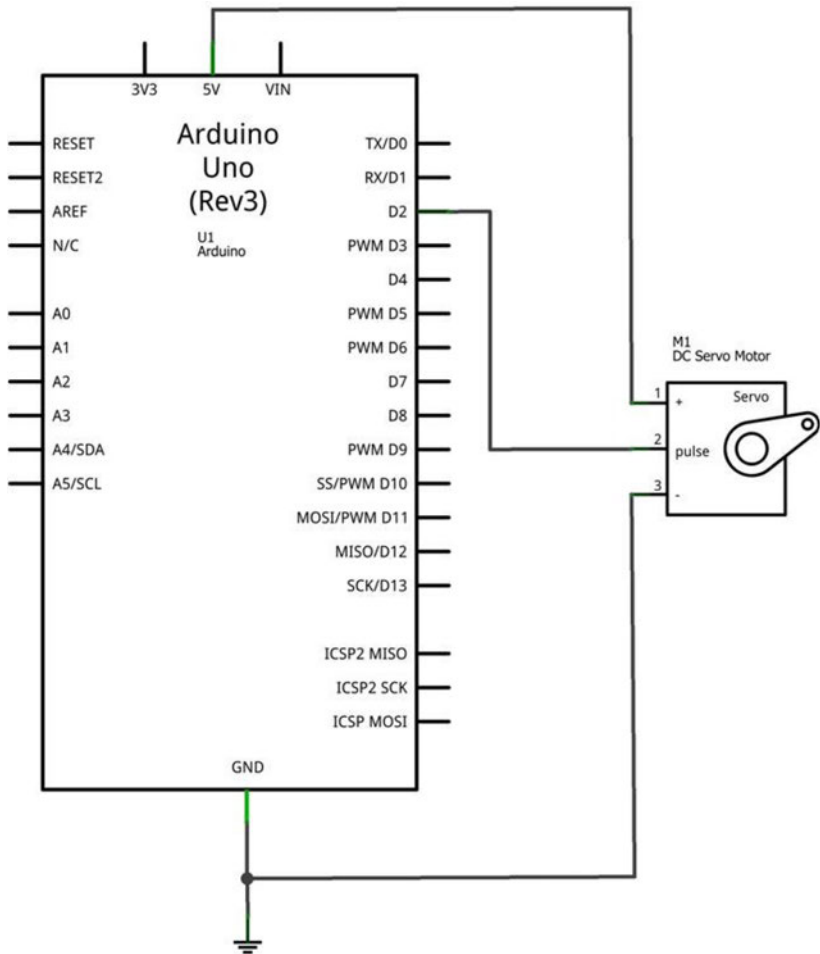 3V3 5V VIN
Arduino
Uno
(Rev3)
U1
Arduino
RESET
RESET2
AREF
N/C
A0
A1
A2
A3
A4/SDA
A5/SCL
TX/D0
RX/D1
D2
PWM D3
D4
PWM D5
PWM D6
D7
D8
PWM D9
SS/PWM D10
MOSI/PWM D11
MISO/D12
SCK/D13
ICSP2 MISO
ICSP2 SCK
ICSP MOSI
GND
M1
DC Servo Motor
Servo
1 +
2 pulse
3 -